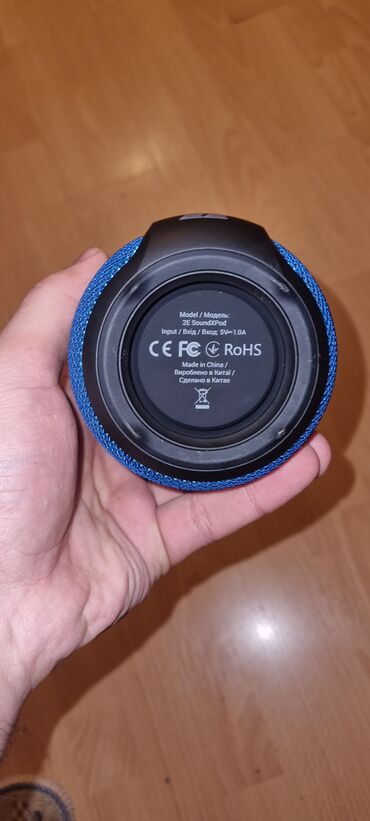 2E
Model / Модель:
2E SoundXPod
Input / Вхід / Вход: 5V⎓1.0A
CE FC RoHS
Made in China /
Вироблено в Китаї /
Сделано в Китае